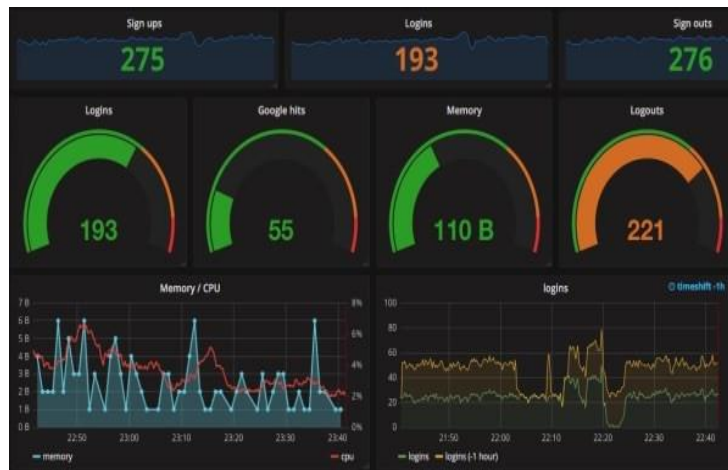 Sign ups
275
Logins
193
Sign outs
276
Logins
193
Google hits
55
Memory
110 B
Logouts
221
Memory / CPU
7 B
6 B
5 B
4 B
3 B
2 B
1 B
0 B
8%
6%
4%
2%
0%
22:50 23:00 23:10 23:20 23:30 23:40
memory cpu
logins
timeshift -1h
100
80
60
40
20
0
21:50 22:00 22:10 22:20 22:30 22:40
logins logins (-1 hour)